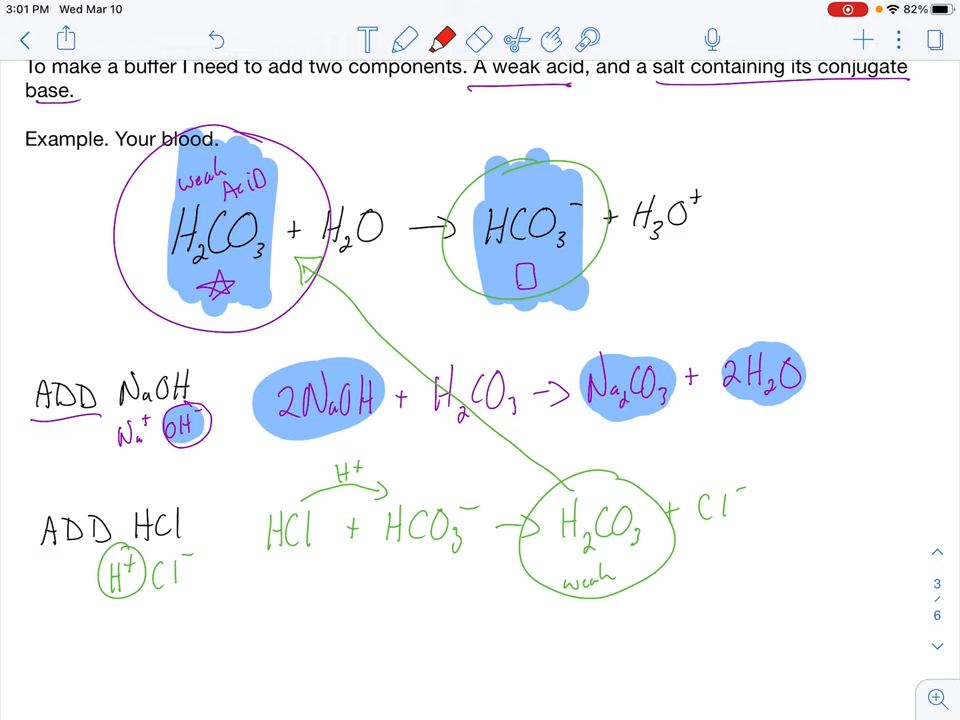 3:01 PM Wed Mar 10 82%
To make a buffer I need to add two components. A weak acid, and a salt containing its conjugate
base.
Example. Your blood.
weak
Acid
H₂CO₃ + H₂O → HCO₃⁻ + H₃O⁺
ADD NaOH 2NaOH + H₂CO₃ → Na₂CO₃ + 2H₂O
Na⁺ OH⁻
H⁺
ADD HCl HCl + HCO₃⁻ → H₂CO₃ + Cl⁻
H⁺ Cl⁻
weak
3
/
6